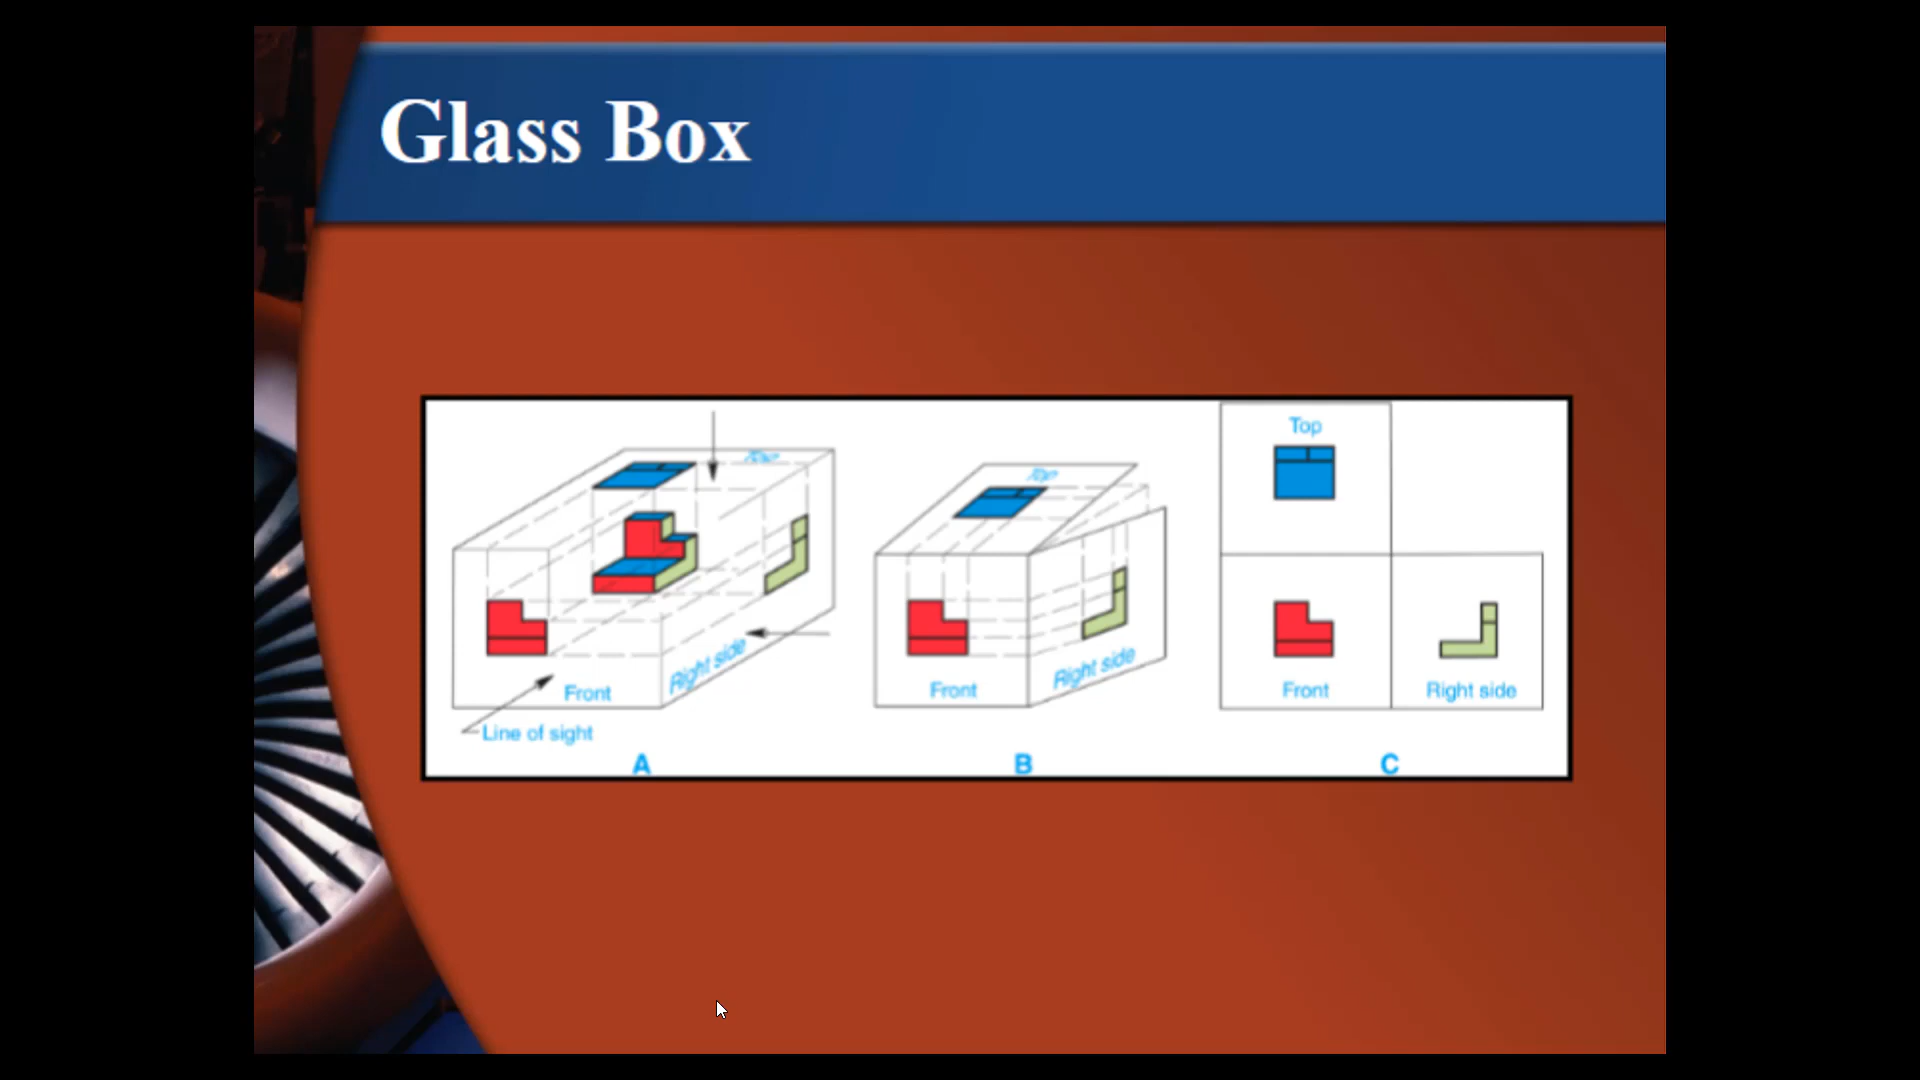 Glass Box
Top
Front
Right side
Line of sight
A
Top
Front
Right side
B
Top
Front
Right side
C